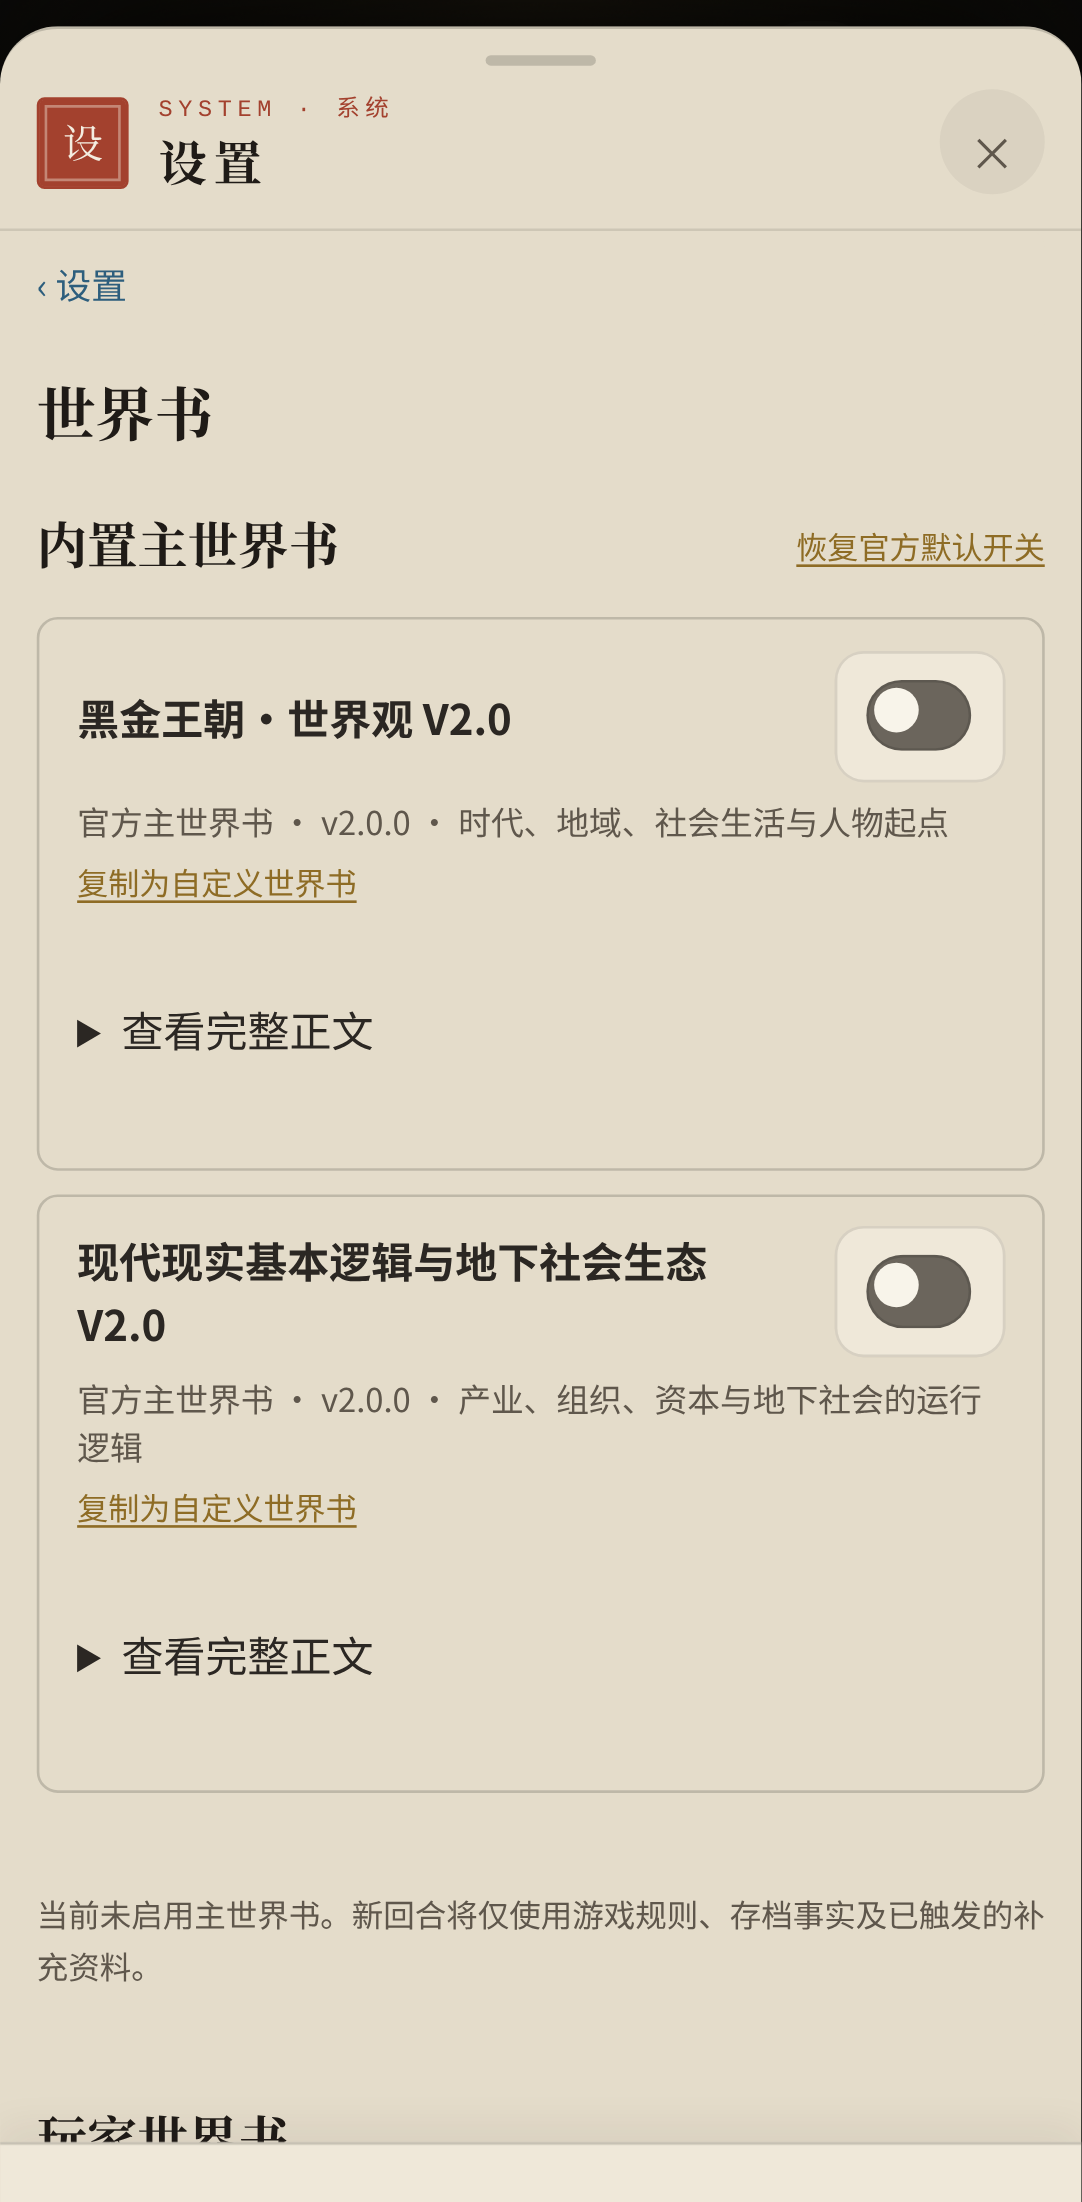 设
SYSTEM · 系统
设置
‹ 设置
世界书
内置主世界书
恢复官方默认开关
黑金王朝·世界观 V2.0
官方主世界书 · v2.0.0 · 时代、地域、社会生活与人物起点
复制为自定义世界书
▶ 查看完整正文
现代现实基本逻辑与地下社会生态
V2.0
官方主世界书 · v2.0.0 · 产业、组织、资本与地下社会的运行
逻辑
复制为自定义世界书
▶ 查看完整正文
当前未启用主世界书。新回合将仅使用游戏规则、存档事实及已触发的补
充资料。
玩家世界书